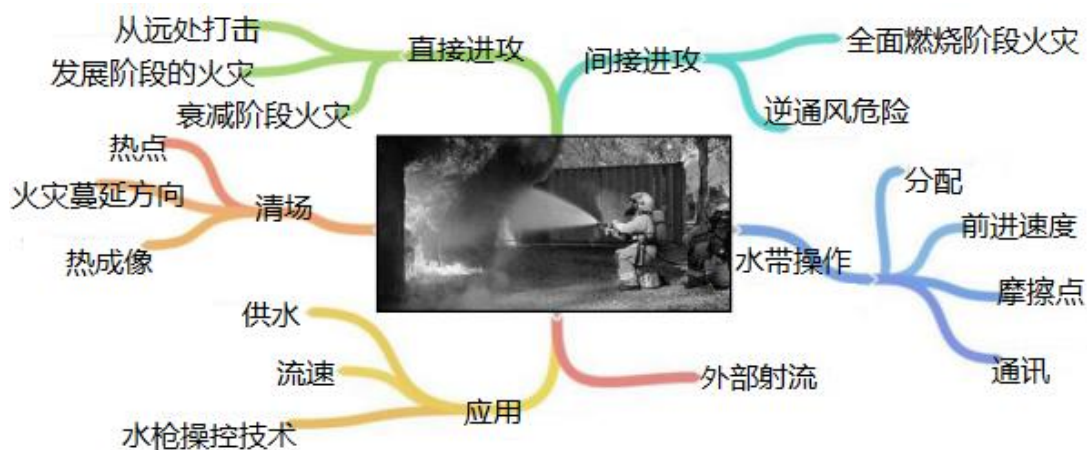 从远处打击
直接进攻
发展阶段的火灾
衰减阶段火灾
间接进攻
全面燃烧阶段火灾
逆通风危险
热点
火灾蔓延方向
清场
热成像
分配
前进速度
水带操作
摩擦点
通讯
供水
流速
应用
水枪操控技术
外部射流